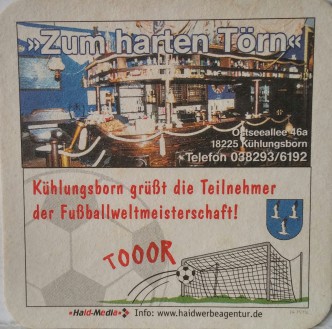 »Zum harten Törn«
Ostseeallee 46a
18225 Kühlungsborn
Telefon 038293/6192
Kühlungsborn grüßt die Teilnehmer
der Fußballweltmeisterschaft!
TOOOR
Haid-Media Info: www.haidwerbeagentur.de